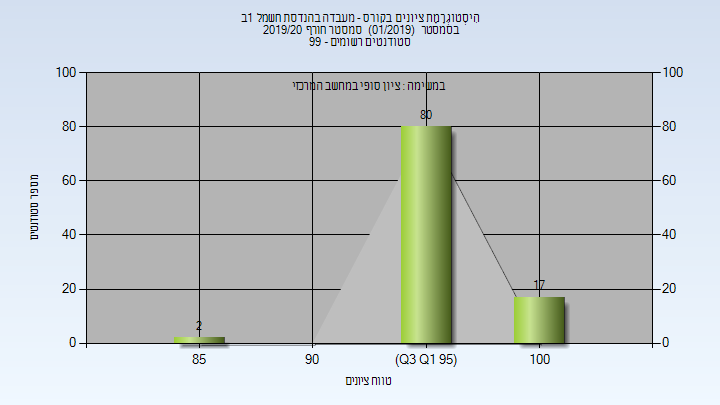 היסטוגרמת ציונים בקורס - מעבדה בהנדסת חשמל 1ב
בסמסטר (01/2019) סמסטר חורף 2019/20
סטודנטים רשומים - 99
במשימה : ציון סופי במחשב המרכזי
מספר סטודנטים
100 100
80 80
60 60
40 40
20 20
0 0
2
80
17
85 90 (Q3 Q1 95) 100
טווח ציונים